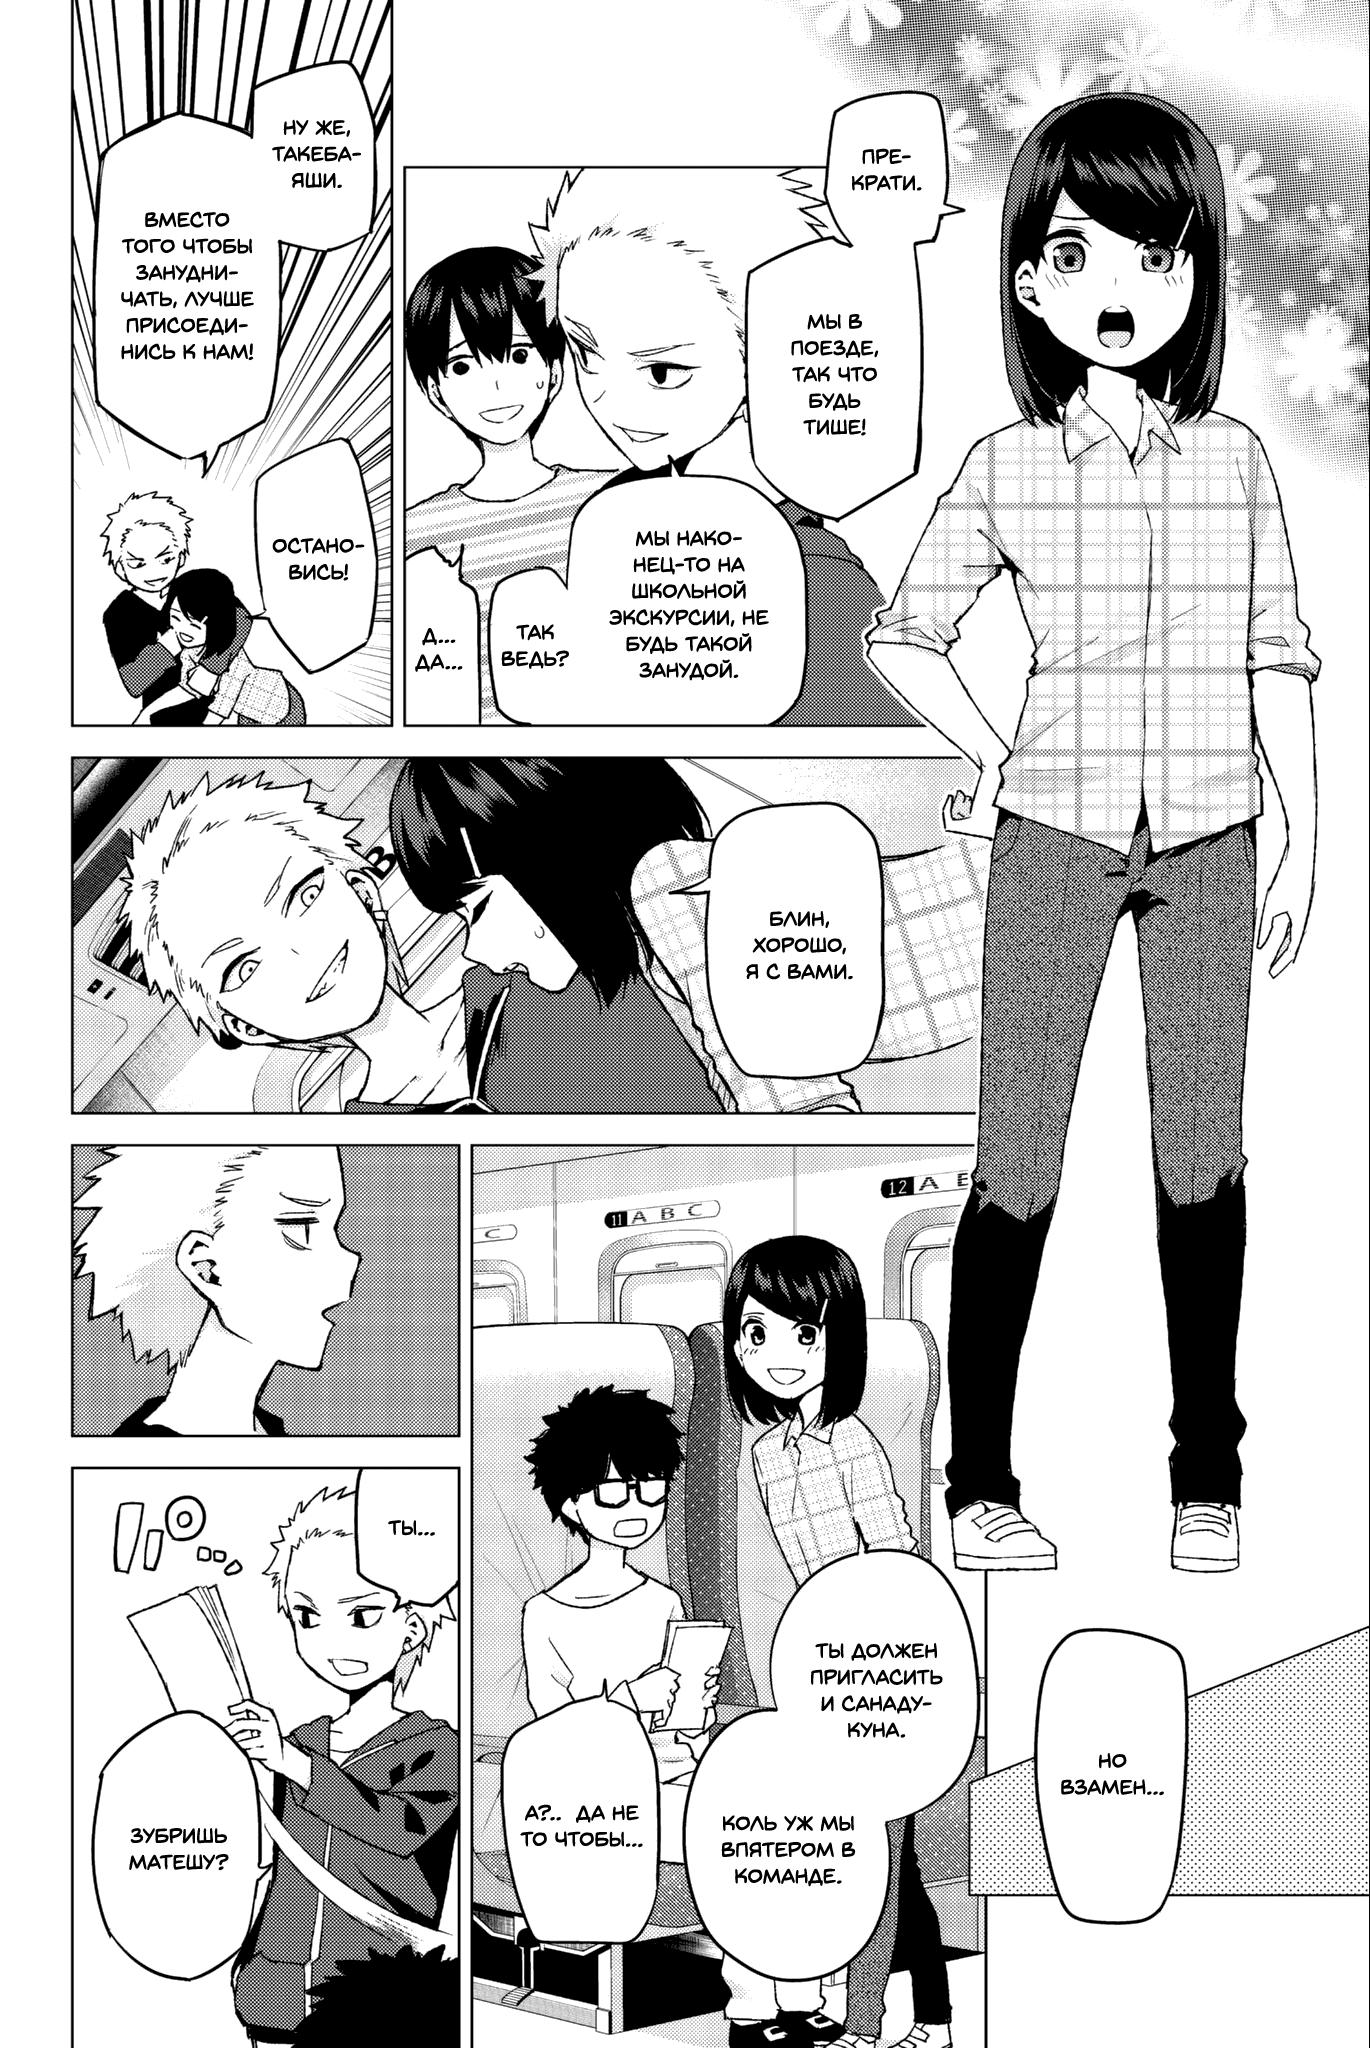 ПРЕ-
КРАТИ.
МЫ В
ПОЕЗДЕ,
ТАК ЧТО
БУДЬ
ТИШЕ!
МЫ НАКО-
НЕЦ-ТО НА
ШКОЛЬНОЙ
ЭКСКУРСИИ, НЕ
БУДЬ ТАКОЙ
ЗАНУДОЙ.
ТАК
ВЕДЬ?
Д...
ДА...
НУ ЖЕ,
ТАКЕБА-
ЯШИ.
ВМЕСТО
ТОГО ЧТОБЫ
ЗАНУДНИ-
ЧАТЬ, ЛУЧШЕ
ПРИСОЕДИ-
НИСЬ К НАМ!
ОСТАНО-
ВИСЬ!
БЛИН,
ХОРОШО,
Я С ВАМИ.
НО
ВЗАМЕН...
12 A E
11 A B C
C
ТЫ ДОЛЖЕН
ПРИГЛАСИТЬ
И САНАДУ-
КУНА.
КОЛЬ УЖ МЫ
ВПЯТЕРОМ В
КОМАНДЕ.
А?.. ДА НЕ
ТО ЧТОБЫ...
ТЫ...
パッ...
ЗУБРИШЬ
МАТЕШУ?